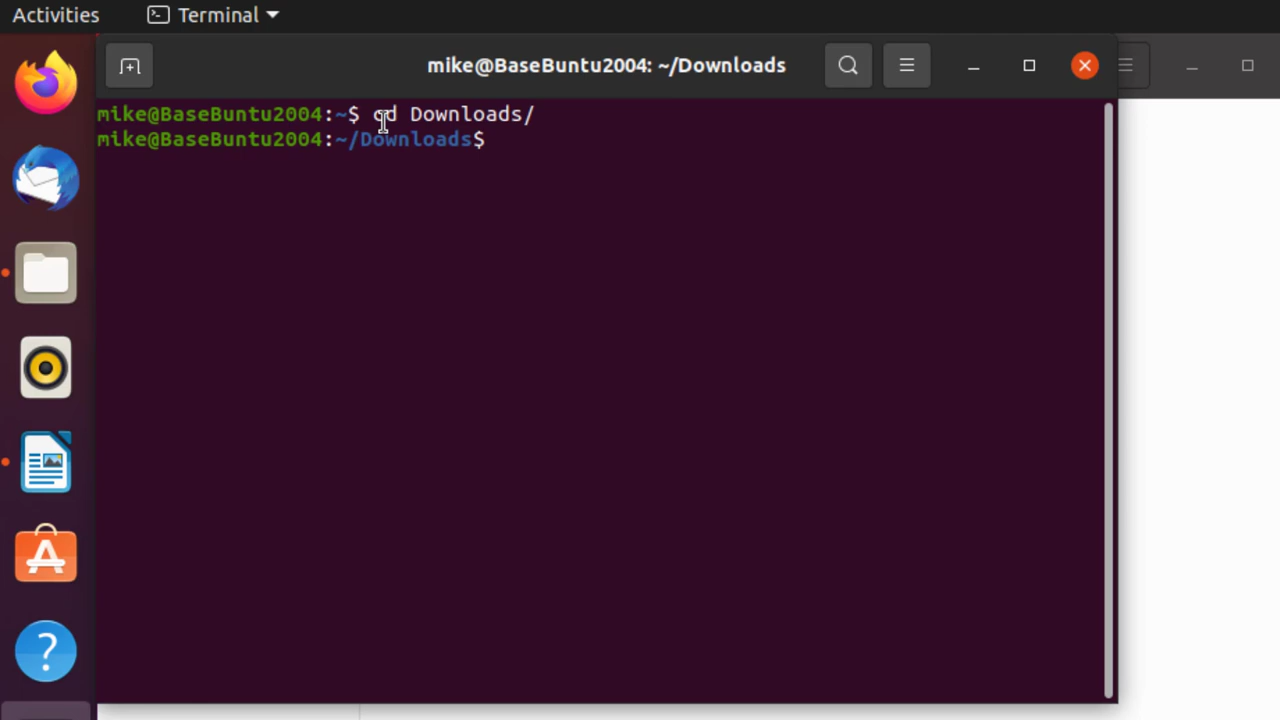 Activities
Terminal
mike@BaseBuntu2004: ~/Downloads
mike@BaseBuntu2004:~$ cd Downloads/
mike@BaseBuntu2004:~/Downloads$